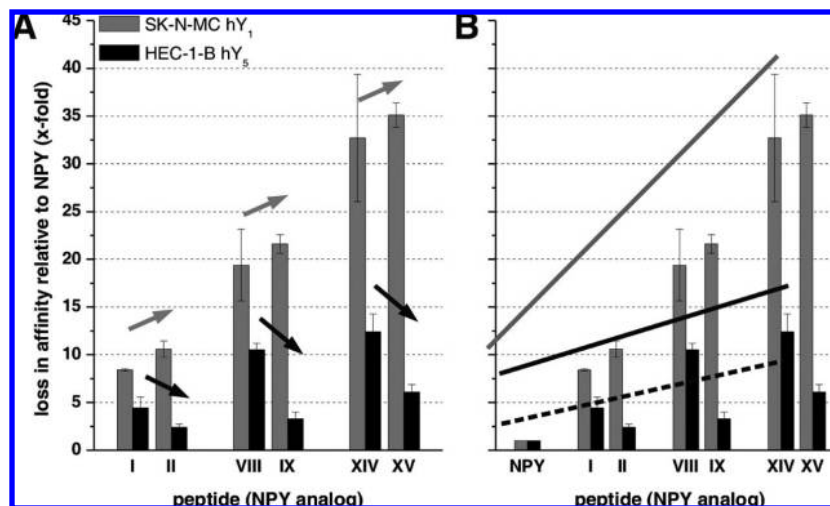 A
SK-N-MC hY1
HEC-1-B hY5
B
loss in affinity relative to NPY (x-fold)
45
40
35
30
25
20
15
10
5
0
I II VIII IX XIV XV
NPY I II VIII IX XIV XV
peptide (NPY analog)
peptide (NPY analog)